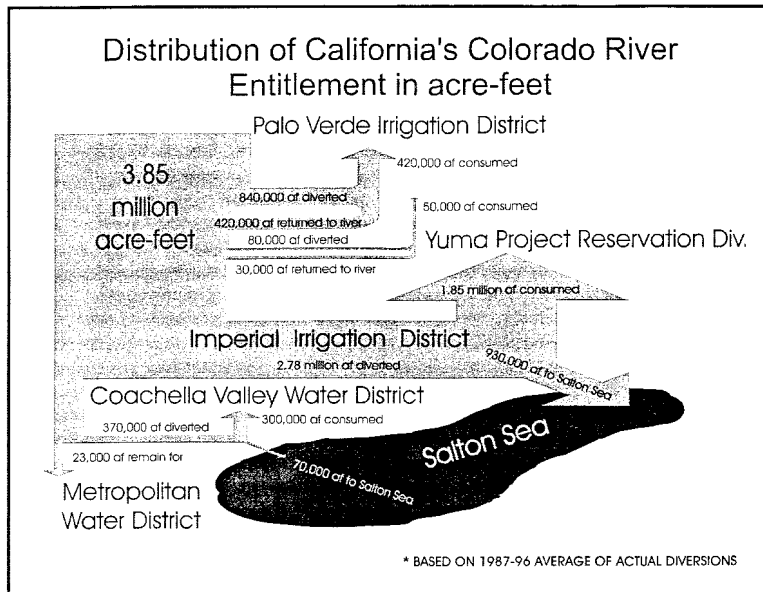 Distribution of California's Colorado River
Entitlement in acre-feet
Palo Verde Irrigation District
3.85
million
acre-feet
420,000 af consumed
840,000 af diverted
420,000 af returned to river
50,000 af consumed
80,000 af diverted
Yuma Project Reservation Div.
30,000 af returned to river
1.85 million af consumed
Imperial Irrigation District
2.78 million af diverted
930,000 af to Salton Sea
Coachella Valley Water District
370,000 af diverted
300,000 af consumed
Salton Sea
23,000 af remain for
70,000 af to Salton Sea
Metropolitan
Water District
* BASED ON 1987-96 AVERAGE OF ACTUAL DIVERSIONS